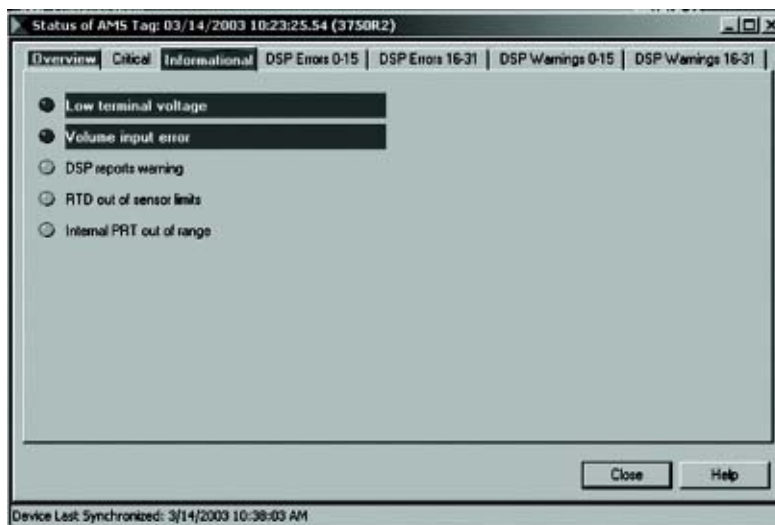 Status of AMS Tag: 03/14/2003 10:23:25.54 (3750R2)
Overview Critical Informational DSP Errors 0-15 DSP Errors 16-31 DSP Warnings 0-15 DSP Warnings 16-31
Low terminal voltage
Volume input error
DSP reports warning
RTD out of sensor limits
Internal PRT out of range
Close Help
Device Last Synchronized: 3/14/2003 10:38:03 AM